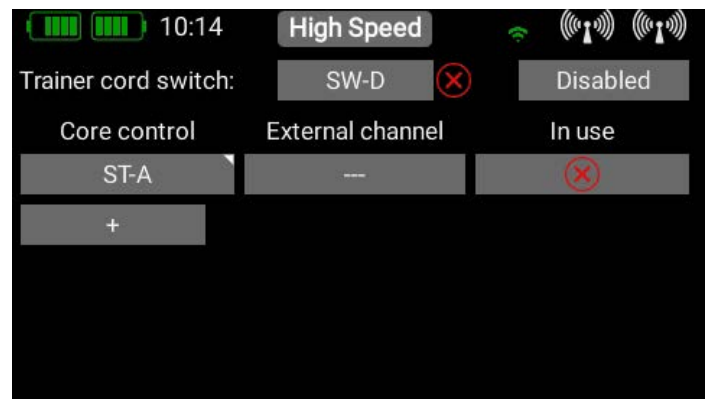 10:14 High Speed
Trainer cord switch: SW-D Disabled
Core control External channel In use
ST-A ---
+